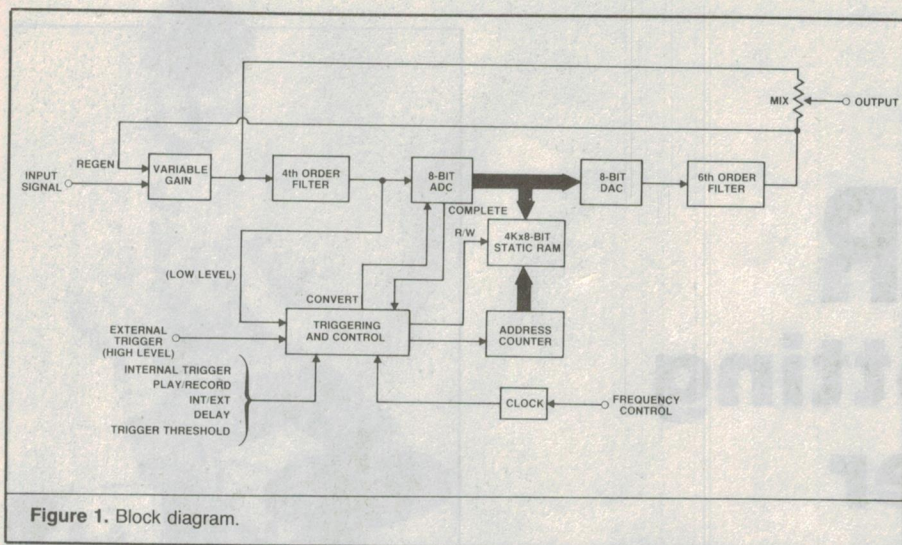 MIX
OUTPUT
REGEN
INPUT
SIGNAL
VARIABLE
GAIN
4th ORDER
FILTER
8-BIT
ADC
8-BIT
DAC
6th ORDER
FILTER
COMPLETE
R/W
4Kx8-BIT
STATIC RAM
(LOW LEVEL)
CONVERT
TRIGGERING
AND CONTROL
ADDRESS
COUNTER
EXTERNAL
TRIGGER
(HIGH LEVEL)
INTERNAL TRIGGER
PLAY/RECORD
INT/EXT
DELAY
TRIGGER THRESHOLD
CLOCK
FREQUENCY
CONTROL
Figure 1. Block diagram.